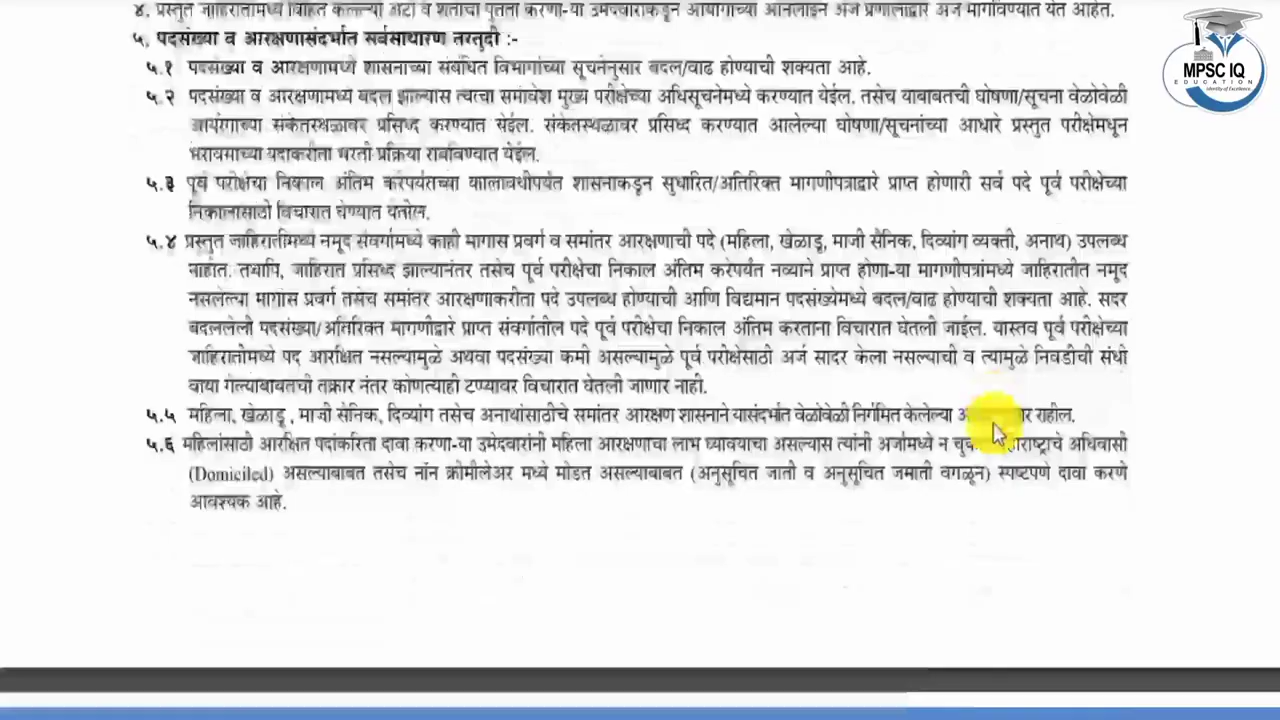 ४. प्रस्तुत जाहिरातीमध्ये विहित केलेल्या अटी व शर्तींची पूर्तता करणा-या उमेदवारांकडून आयोगाच्या ऑनलाईन अर्ज प्रणालीद्वारे अर्ज मागविण्यात येत आहेत.
५. पदसंख्या व आरक्षणासंदर्भात सर्वसाधारण तरतुदी :-
५.१ पदसंख्या व आरक्षणामध्ये शासनाच्या संबंधित विभागांच्या सूचनेनुसार बदल/वाढ होण्याची शक्यता आहे.
५.२ पदसंख्या व आरक्षणामध्ये बदल झाल्यास त्याचा समावेश मुख्य परीक्षेच्या अधिसूचनेमध्ये करण्यात येईल. तसेच याबाबतची घोषणा/सूचना वेळोवेळी
आयोगाच्या संकेतस्थळावर प्रसिध्द करण्यात येईल. संकेतस्थळावर प्रसिध्द करण्यात आलेल्या घोषणा/सूचनांच्या आधारे प्रस्तुत परीक्षेमधून
भरावयाच्या पदाकरीता भरती प्रक्रिया राबविण्यात येईल.
५.३ पूर्व परीक्षेचा निकाल अंतिम करेपर्यंतच्या कालावधीपर्यंत शासनाकडून सुधारित/अतिरिक्त मागणीपत्राद्वारे प्राप्त होणारी सर्व पदे पूर्व परीक्षेच्या
निकालासाठी विचारात घेण्यात येतील.
५.४ प्रस्तुत जाहिरातीमध्ये नमूद संवर्गामध्ये काही मागास प्रवर्ग व समांतर आरक्षणाची पदे (महिला, खेळाडू, माजी सैनिक, दिव्यांग व्यक्ती, अनाथ) उपलब्ध
नाहीत. तथापि, जाहिरात प्रसिध्द झाल्यानंतर तसेच पूर्व परीक्षेचा निकाल अंतिम करेपर्यंत नव्याने प्राप्त होणा-या मागणीपत्रांमध्ये जाहिरातीत नमूद
नसलेल्या मागास प्रवर्ग तसेच समांतर आरक्षणाकरीता पदे उपलब्ध होण्याची आणि विद्यमान पदसंख्येमध्ये बदल/वाढ होण्याची शक्यता आहे. सदर
बदललेली पदसंख्या/अतिरिक्त मागणीद्वारे प्राप्त संवर्गातील पदे पूर्व परीक्षेचा निकाल अंतिम करताना विचारात घेतली जाईल. यास्तव पूर्व परीक्षेच्या
जाहिरातीमध्ये पद आरक्षित नसल्यामुळे अथवा पदसंख्या कमी असल्यामुळे पूर्व परीक्षेसाठी अर्ज सादर केला नसल्याची व त्यामुळे निवडीची संधी
वाया गेल्याबाबतची तक्रार नंतर कोणत्याही टप्प्यावर विचारात घेतली जाणार नाही.
५.५ महिला, खेळाडू, माजी सैनिक, दिव्यांग तसेच अनाथांसाठीचे समांतर आरक्षण शासनाने यासंदर्भात वेळोवेळी निर्गमित केलेल्या राहील.
५.६ महिलांसाठी आरक्षित पदांकरिता दावा करणा-या उमेदवारांनी महिला आरक्षणाचा लाभ घ्यावयाचा असल्यास त्यांनी अर्जामध्ये न अधिवासी
(Domiciled) असल्याबाबत तसेच नॉन क्रीमीलेअर मध्ये मोडत असल्याबाबत (अनुसूचित जाती व अनुसूचित जमाती वगळून) स्पष्टपणे दावा करणे
आवश्यक आहे.
MPSC IQ
EDUCATION
Identity of Excellence